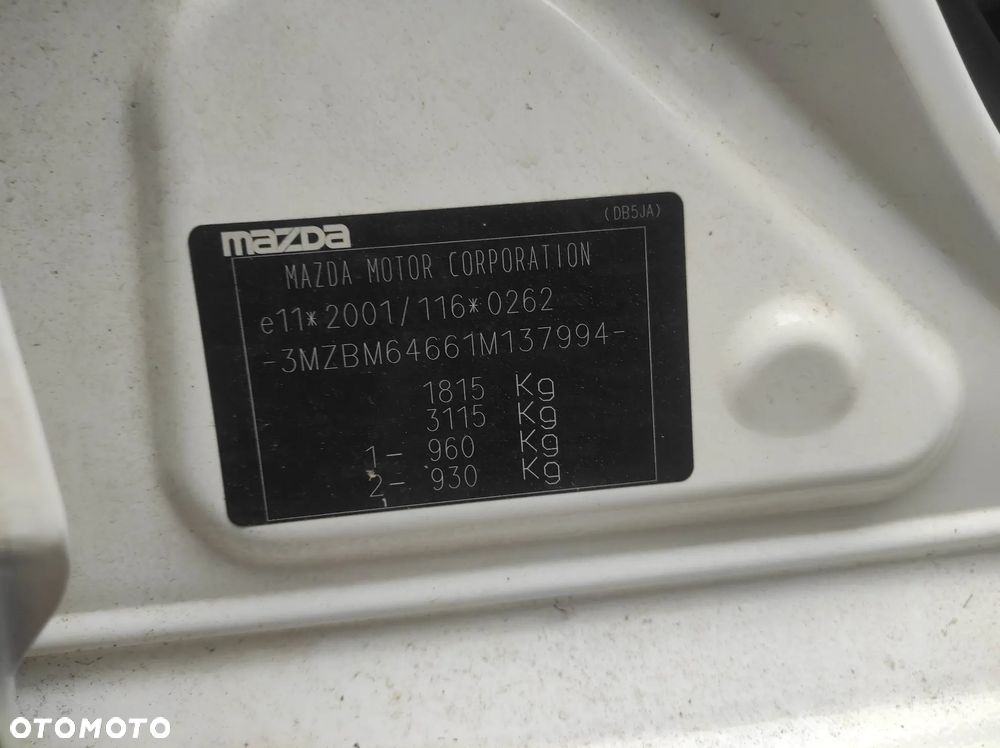 (DB5JA)
mazda
MAZDA MOTOR CORPORATION
e11*2001/116*0262
-3MZBM64661M137994-
1815 Kg
3115 Kg
1- 960 Kg
2- 930 Kg
OTOMOTO